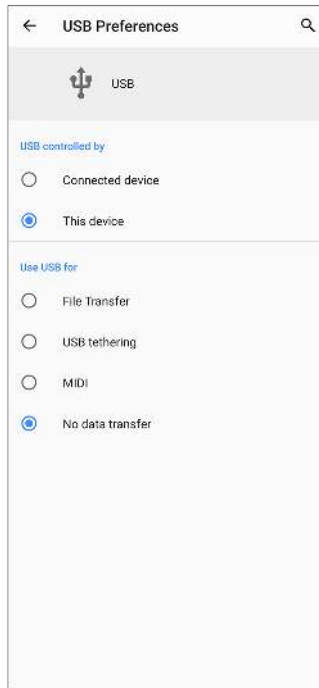 USB Preferences
USB
USB controlled by
Connected device
This device
Use USB for
File Transfer
USB tethering
MIDI
No data transfer